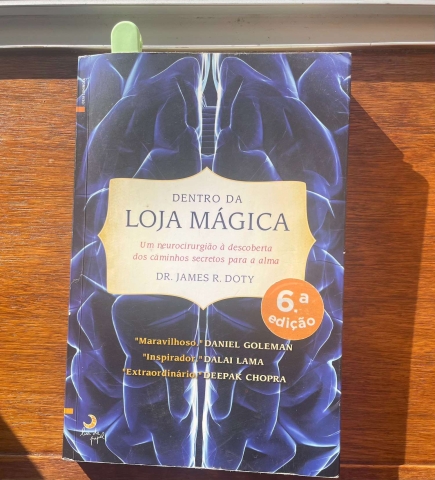 DENTRO DA
LOJA MÁGICA
Um neurocirurgião à descoberta
dos caminhos secretos para a alma
DR. JAMES R. DOTY
6.a
edição
"Maravilhoso." DANIEL GOLEMAN
"Inspirador." DALAI LAMA
"Extraordinário." DEEPAK CHOPRA